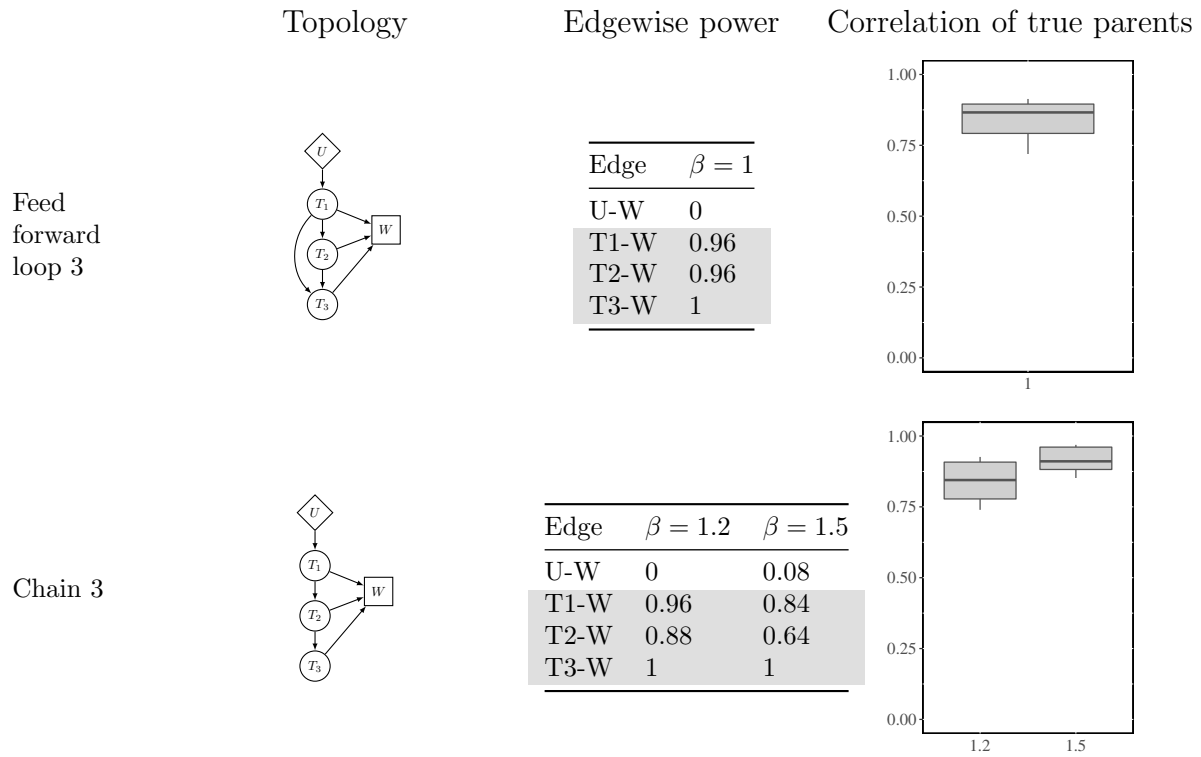 Topology Edgewise power Correlation of true parents
Feed
forward
loop 3
U
T1
T2
T3
W
Edge β = 1
U-W 0
T1-W 0.96
T2-W 0.96
T3-W 1
1.00
0.75
0.50
0.25
0.00
1
Chain 3
U
T1
T2
T3
W
Edge β = 1.2 β = 1.5
U-W 0 0.08
T1-W 0.96 0.84
T2-W 0.88 0.64
T3-W 1 1
1.00
0.75
0.50
0.25
0.00
1.2 1.5